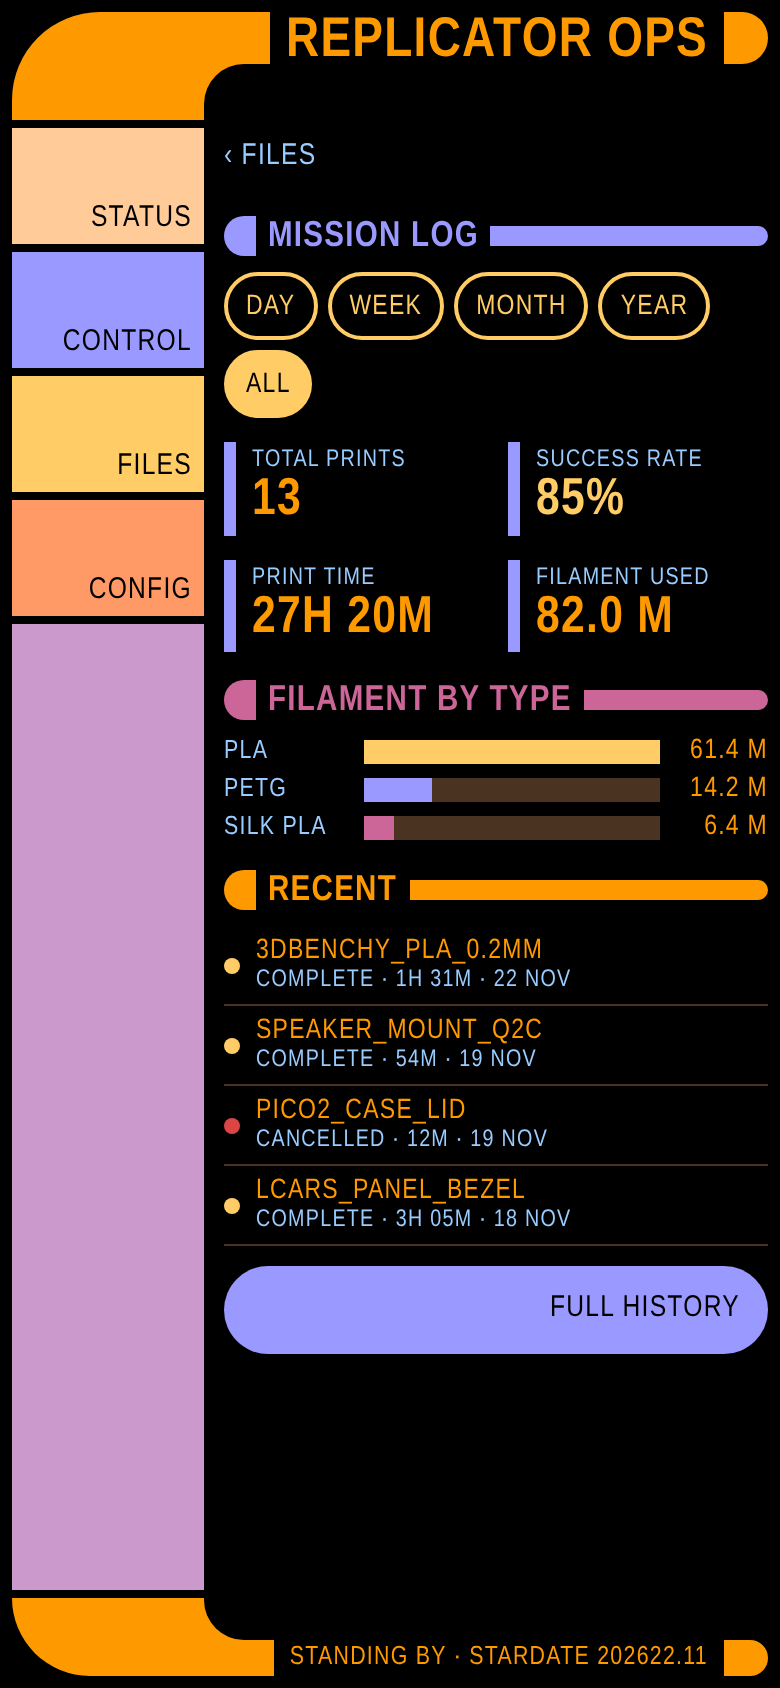 REPLICATOR OPS
STATUS
CONTROL
FILES
CONFIG
‹ FILES
MISSION LOG
DAY WEEK MONTH YEAR
ALL
TOTAL PRINTS
13
SUCCESS RATE
85%
PRINT TIME
27H 20M
FILAMENT USED
82.0 M
FILAMENT BY TYPE
PLA 61.4 M
PETG 14.2 M
SILK PLA 6.4 M
RECENT
3DBENCHY_PLA_0.2MM
COMPLETE · 1H 31M · 22 NOV
SPEAKER_MOUNT_Q2C
COMPLETE · 54M · 19 NOV
PICO2_CASE_LID
CANCELLED · 12M · 19 NOV
LCARS_PANEL_BEZEL
COMPLETE · 3H 05M · 18 NOV
FULL HISTORY
STANDING BY · STARDATE 202622.11